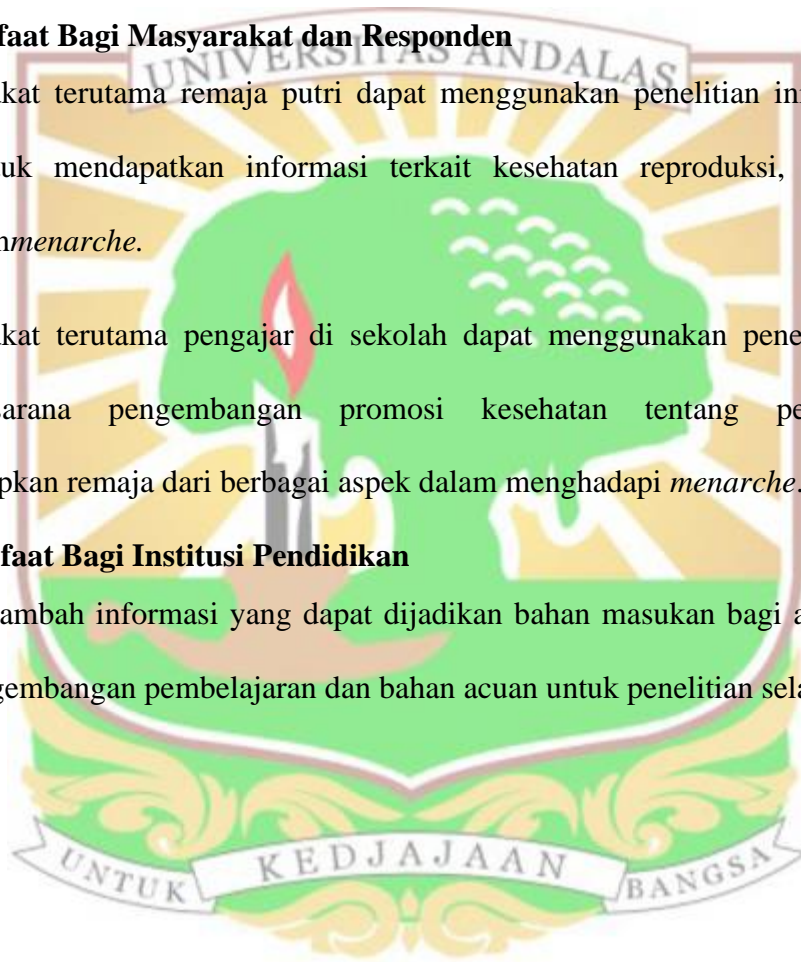 faat Bagi Masyarakat dan Responden
UNIVERSITAS ANDALAS
kat terutama remaja putri dapat menggunakan penelitian ini
uk mendapatkan informasi terkait kesehatan reproduksi,
nmenarche.
kat terutama pengajar di sekolah dapat menggunakan pene
sarana pengembangan promosi kesehatan tentang pe
pkan remaja dari berbagai aspek dalam menghadapi menarche.
faat Bagi Institusi Pendidikan
ambah informasi yang dapat dijadikan bahan masukan bagi a
gembangan pembelajaran dan bahan acuan untuk penelitian sela
UNTUK KEDJAJAAN BANGSA